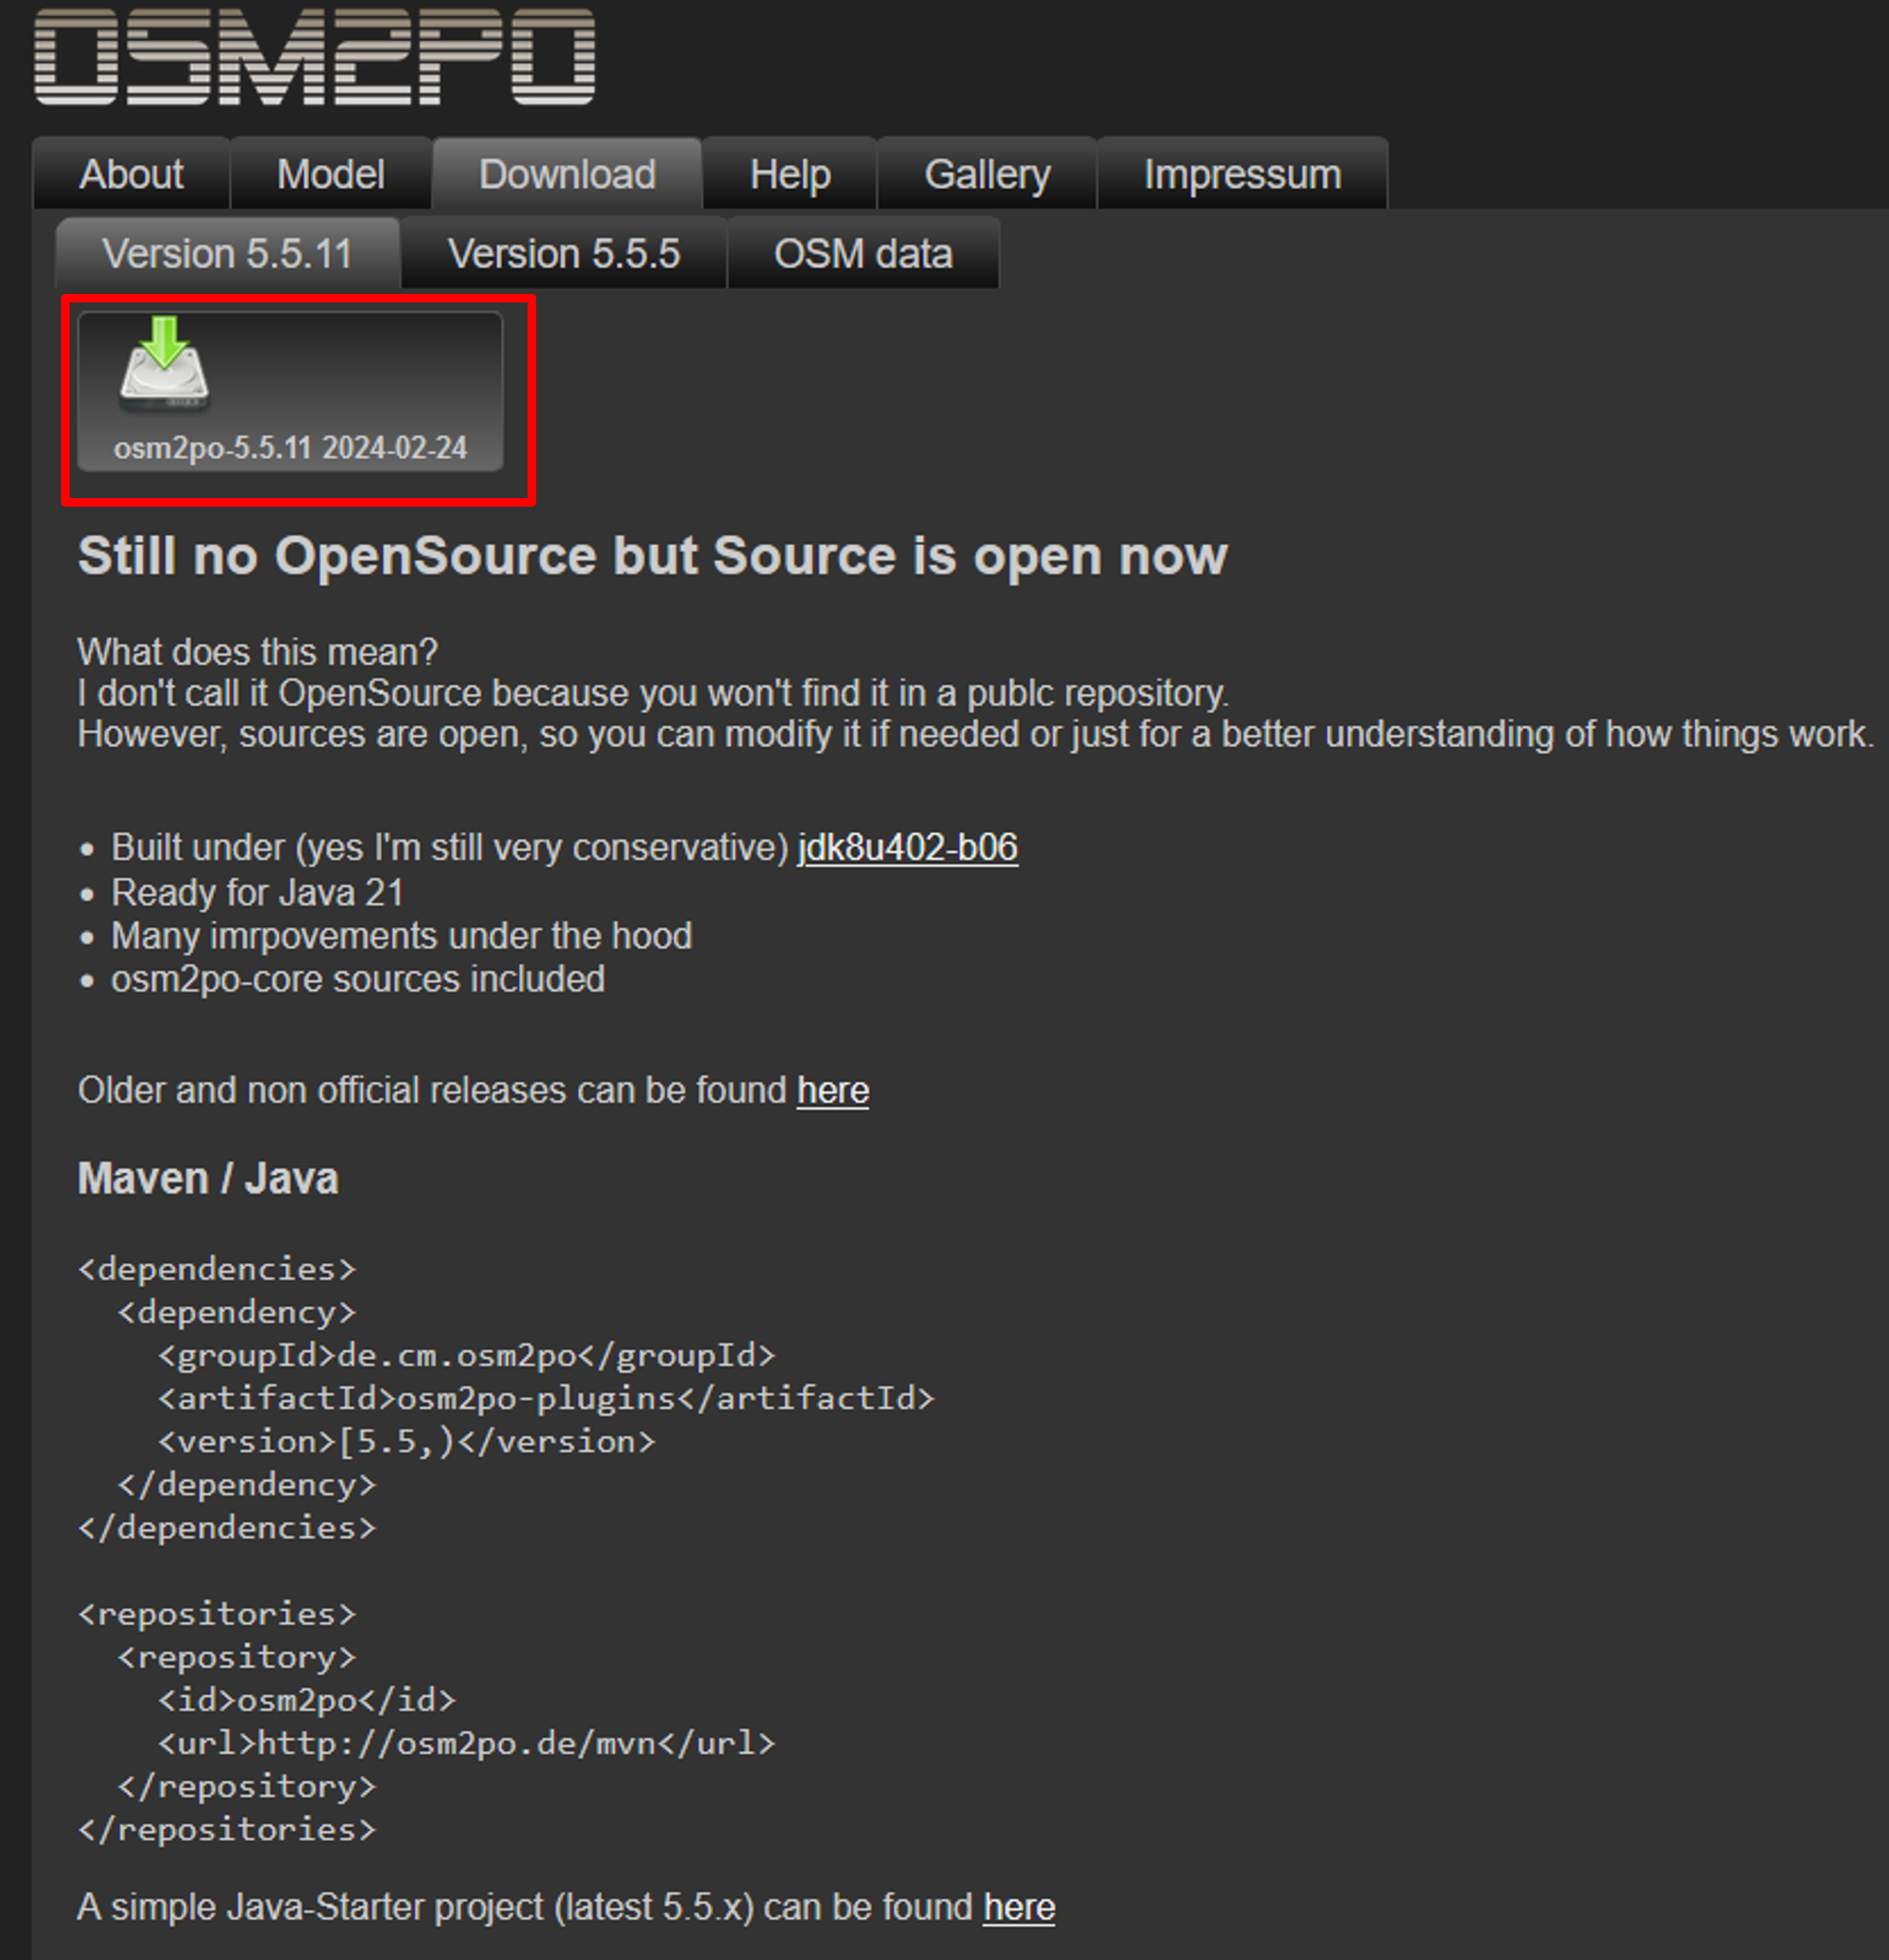 OSM2PO
About Model Download Help Gallery Impressum
Version 5.5.11 Version 5.5.5 OSM data
osm2po-5.5.11 2024-02-24
Still no OpenSource but Source is open now
What does this mean?
I don't call it OpenSource because you won't find it in a publc repository.
However, sources are open, so you can modify it if needed or just for a better understanding of how things work.
• Built under (yes I'm still very conservative) jdk8u402-b06
• Ready for Java 21
• Many imrpovements under the hood
• osm2po-core sources included
Older and non official releases can be found here
Maven / Java
<dependencies>
  <dependency>
    <groupId>de.cm.osm2po</groupId>
    <artifactId>osm2po-plugins</artifactId>
    <version>[5.5,)</version>
  </dependency>
</dependencies>
<repositories>
  <repository>
    <id>osm2po</id>
    <url>http://osm2po.de/mvn</url>
  </repository>
</repositories>
A simple Java-Starter project (latest 5.5.x) can be found here